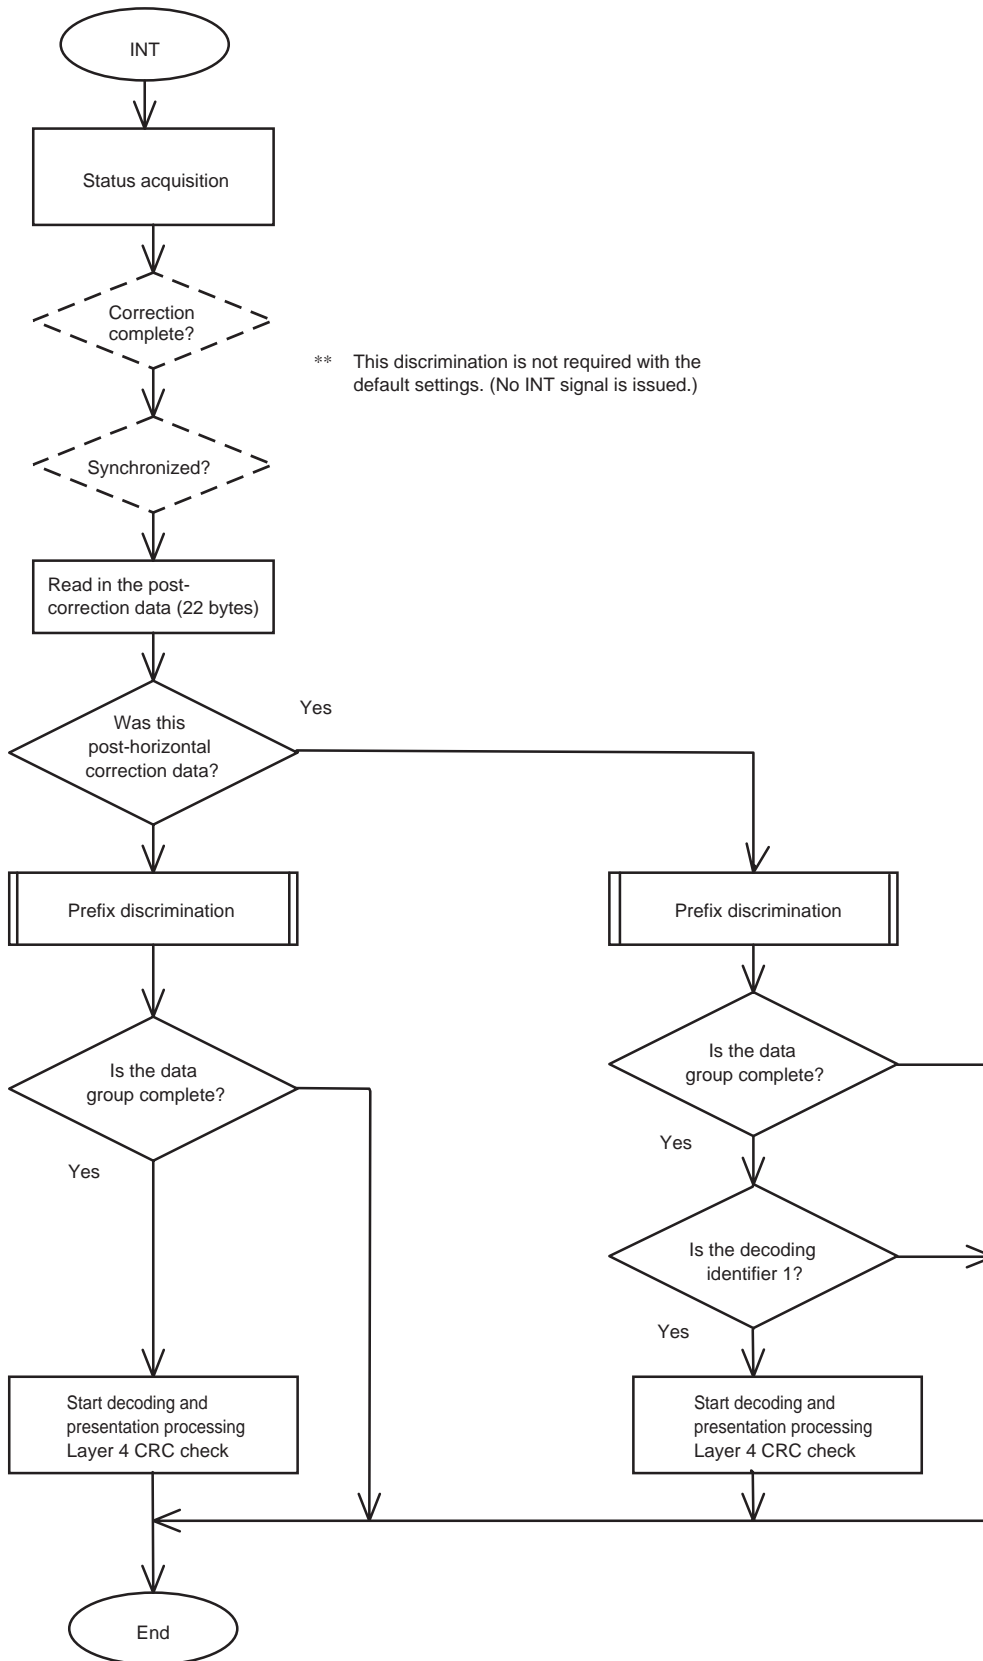 INT
Status acquisition
Correction
complete?
** This discrimination is not required with the
default settings. (No INT signal is issued.)
Synchronized?
Read in the post-
correction data (22 bytes)
Was this
post-horizontal
correction data?
Yes
Prefix discrimination
Prefix discrimination
Is the data
group complete?
Yes
Is the data
group complete?
Yes
Is the decoding
identifier 1?
Yes
Start decoding and
presentation processing
Layer 4 CRC check
Start decoding and
presentation processing
Layer 4 CRC check
End